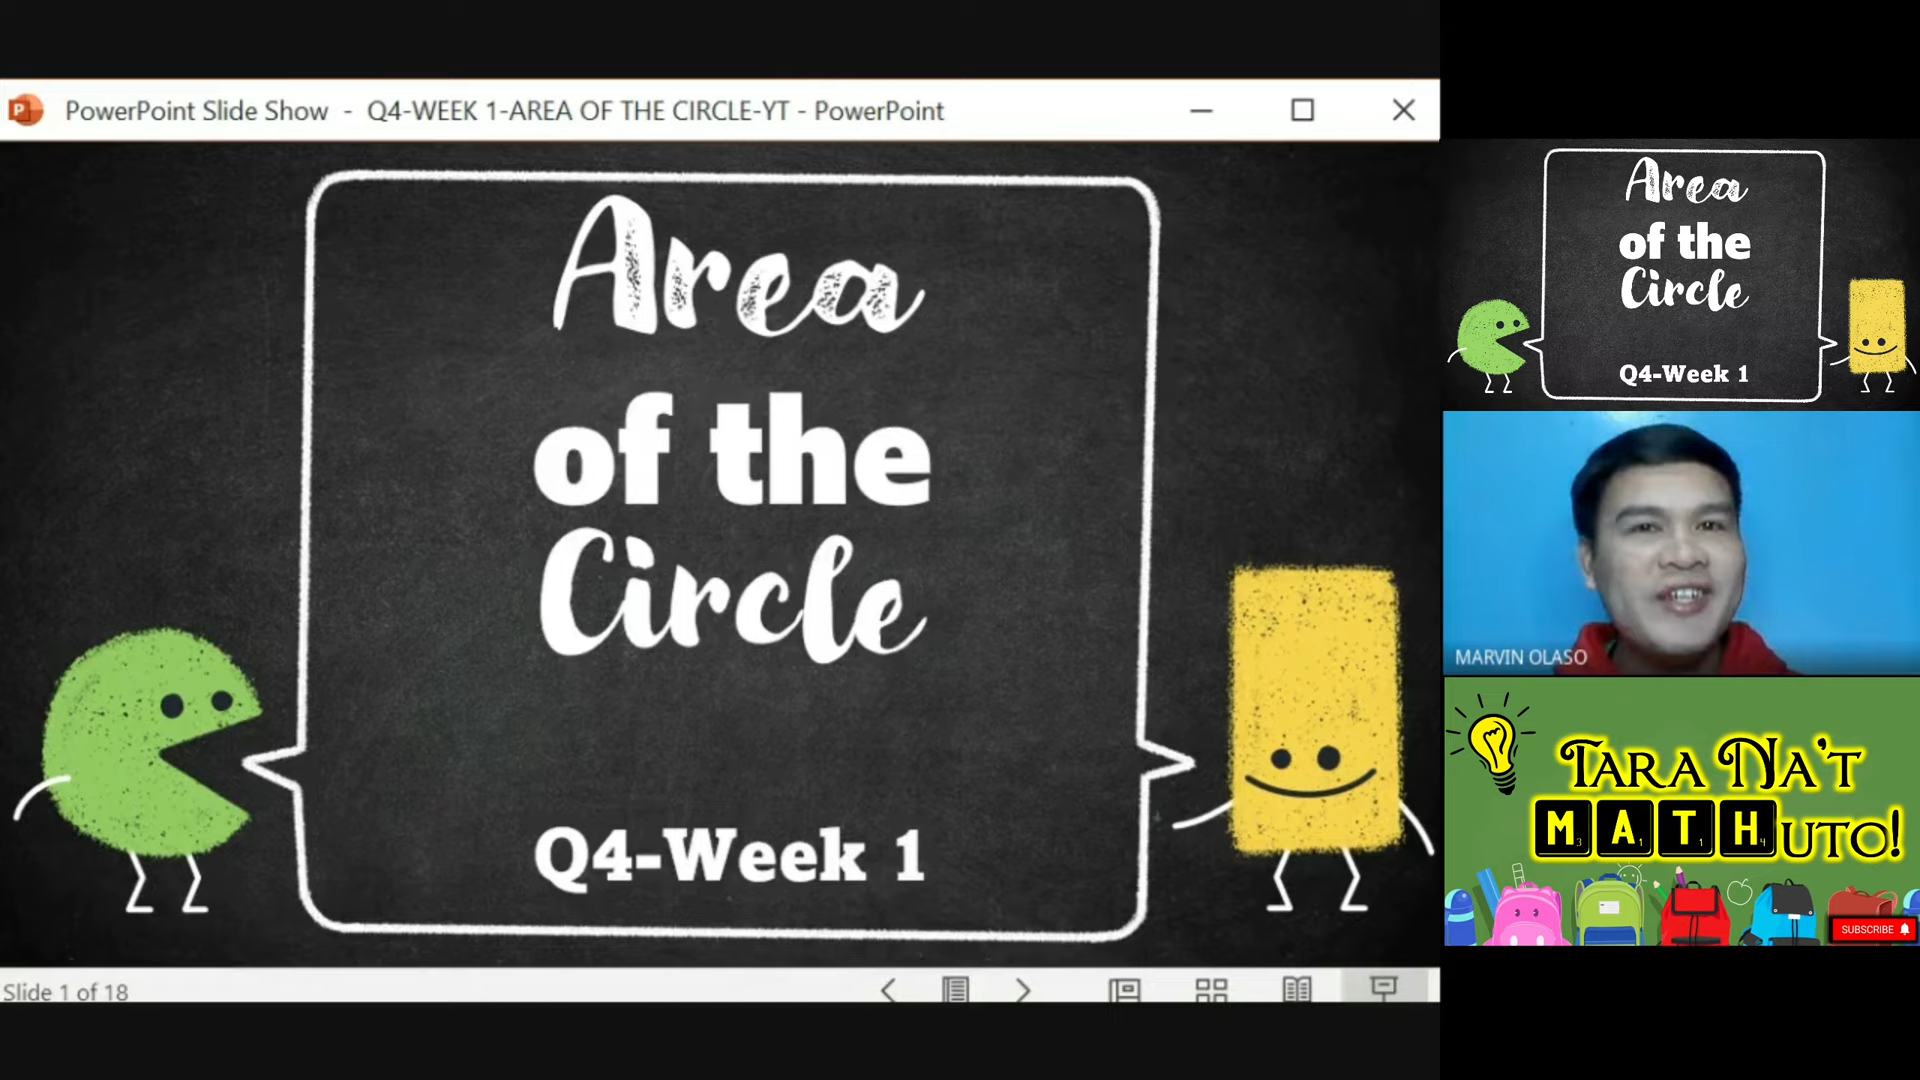 PowerPoint Slide Show - Q4-WEEK 1-AREA OF THE CIRCLE-YT - PowerPoint
Area
of the
Circle
Q4-Week 1
Slide 1 of 18
Area
of the
Circle
Q4-Week 1
MARVIN OLASO
TARA NA'T
MATHUTO!
SUBSCRIBE